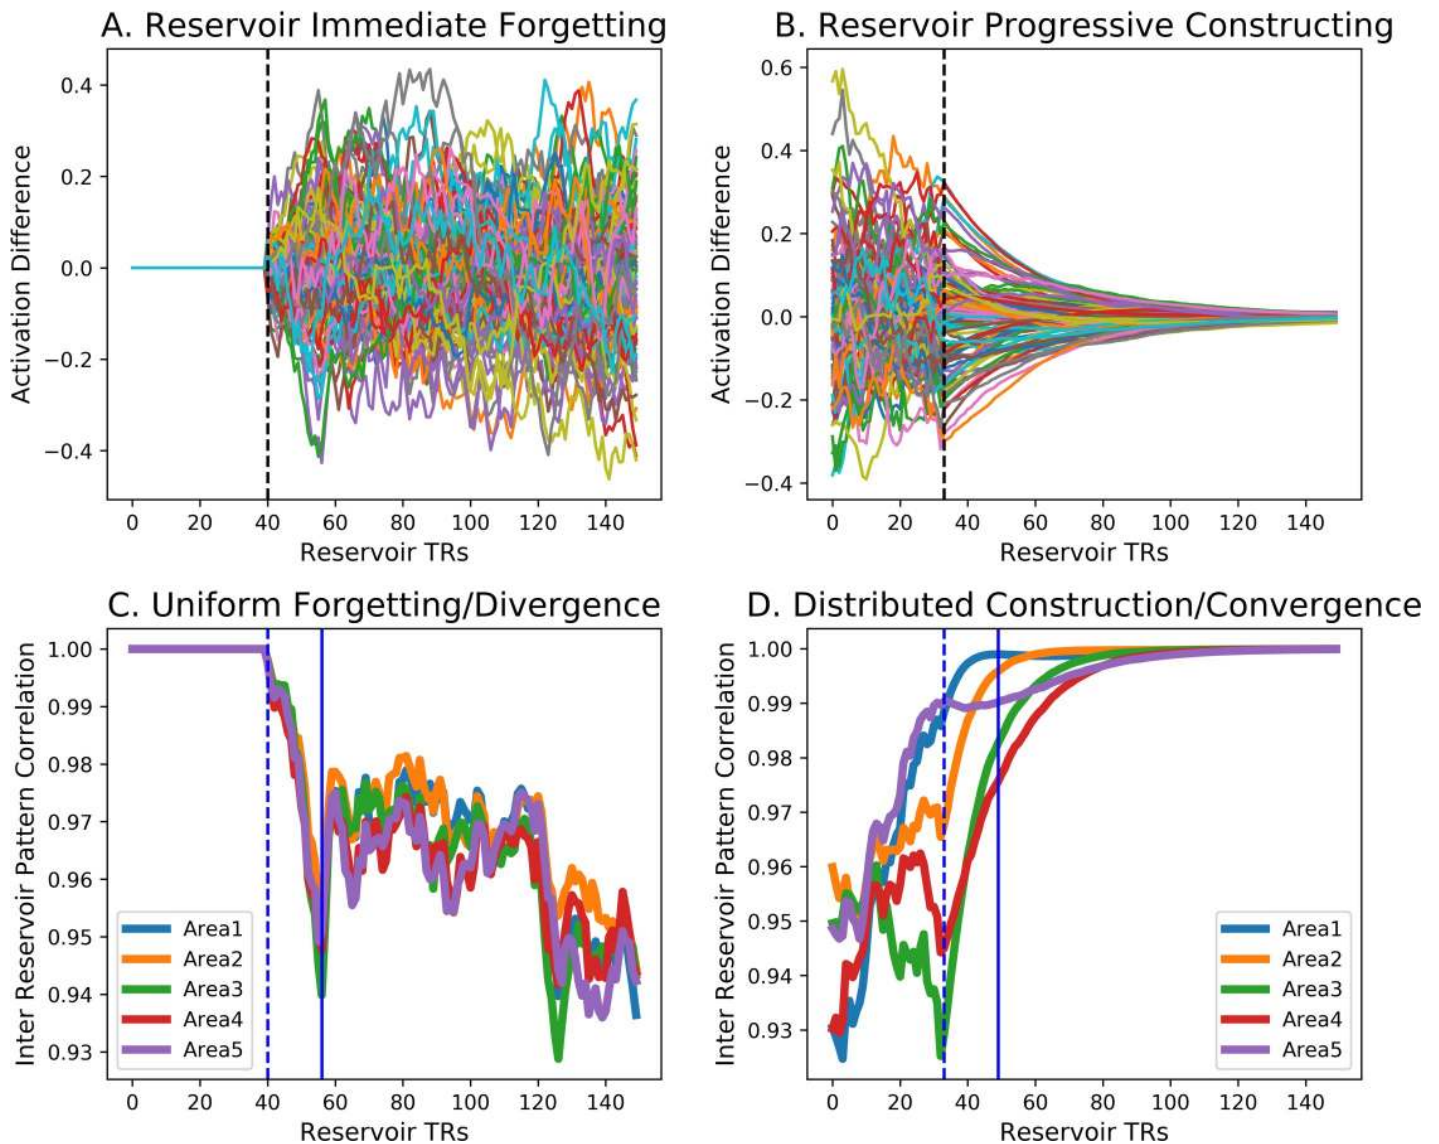 A. Reservoir Immediate Forgetting
B. Reservoir Progressive Constructing
Activation Difference
0.4
0.2
0.0
−0.2
−0.4
0 20 40 60 80 100 120 140
Reservoir TRs
Activation Difference
0.6
0.4
0.2
0.0
−0.2
−0.4
0 20 40 60 80 100 120 140
Reservoir TRs
C. Uniform Forgetting/Divergence
D. Distributed Construction/Convergence
Inter Reservoir Pattern Correlation
1.00
0.99
0.98
0.97
0.96
0.95
0.94
0.93
Area1
Area2
Area3
Area4
Area5
0 20 40 60 80 100 120 140
Reservoir TRs
Inter Reservoir Pattern Correlation
1.00
0.99
0.98
0.97
0.96
0.95
0.94
0.93
Area1
Area2
Area3
Area4
Area5
0 20 40 60 80 100 120 140
Reservoir TRs